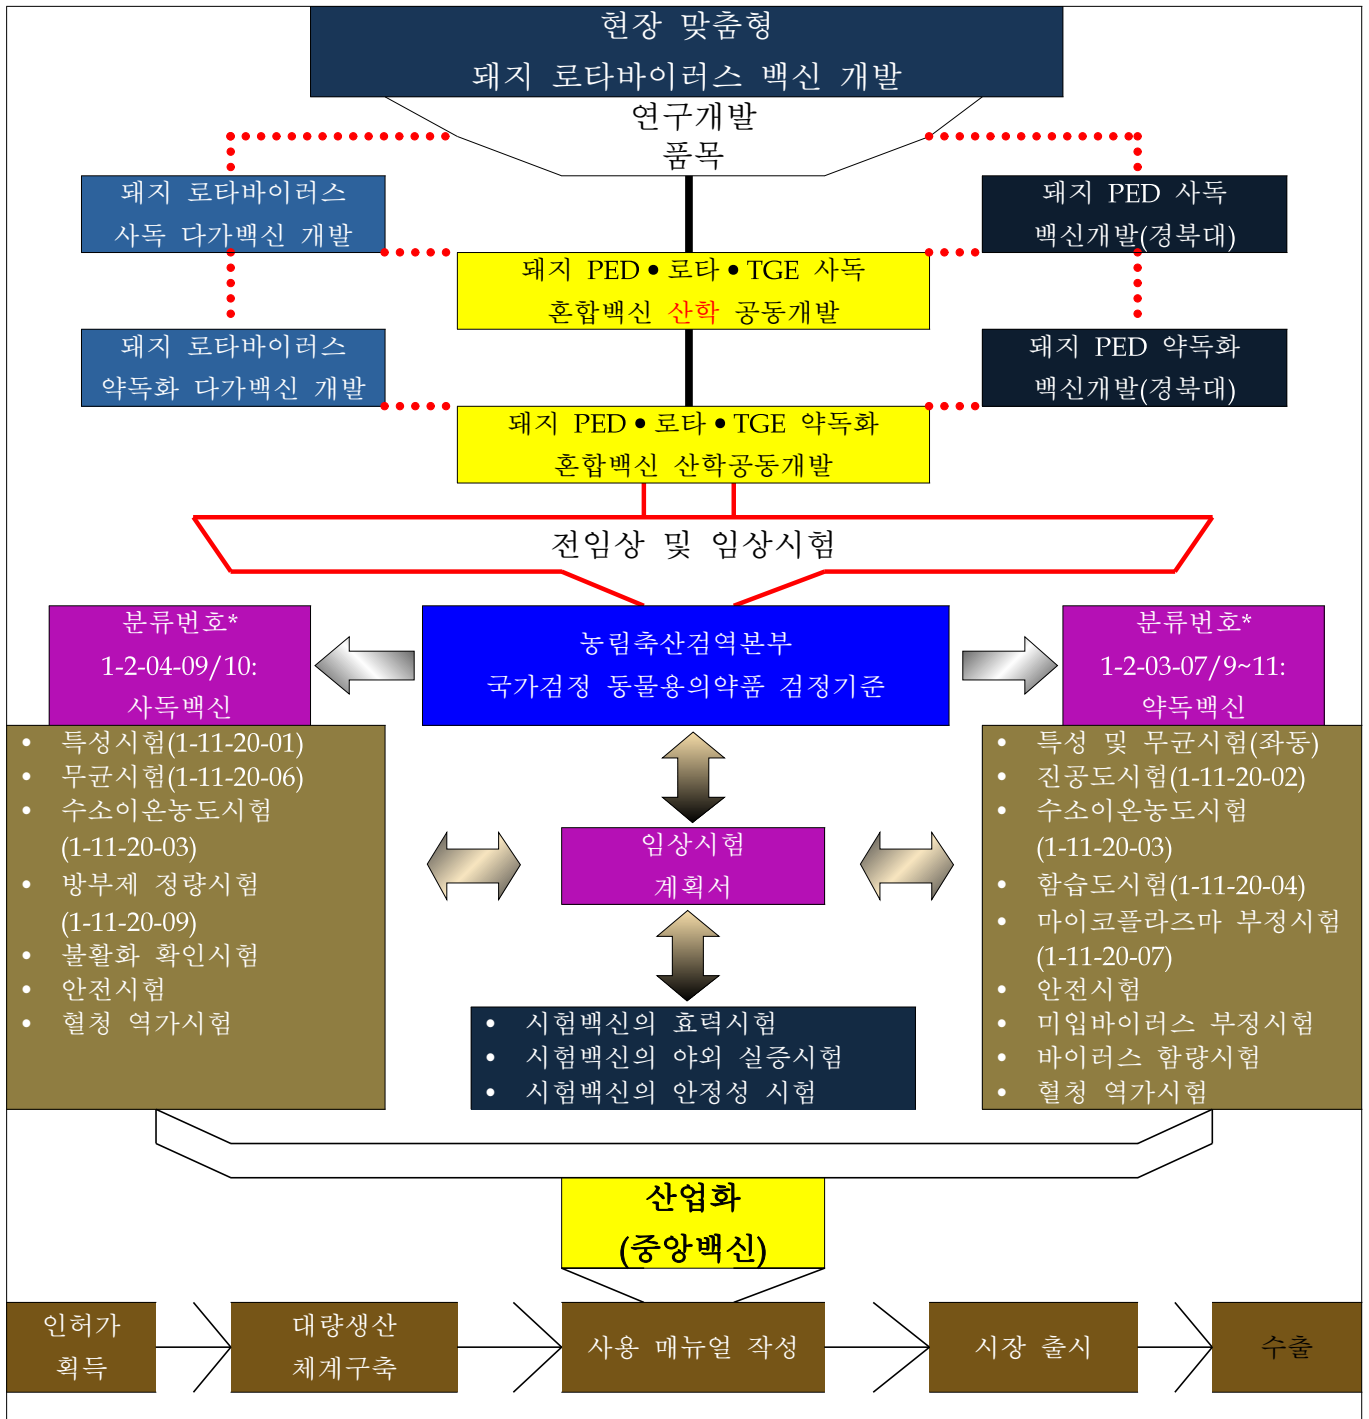 현장 맞춤형
돼지 로타바이러스 백신 개발
연구개발
품목
돼지 로타바이러스
사독 다가백신 개발
돼지 PED 사독
백신개발(경북대)
돼지 PED • 로타 • TGE 사독
혼합백신 산학 공동개발
돼지 로타바이러스
약독화 다가백신 개발
돼지 PED 약독화
백신개발(경북대)
돼지 PED • 로타 • TGE 약독화
혼합백신 산학공동개발
전임상 및 임상시험
분류번호*
1-2-04-09/10:
사독백신
농림축산검역본부
국가검정 동물용의약품 검정기준
분류번호*
1-2-03-07/9~11:
약독백신
• 특성시험(1-11-20-01)
• 무균시험(1-11-20-06)
• 수소이온농도시험
(1-11-20-03)
• 방부제 정량시험
(1-11-20-09)
• 불활화 확인시험
• 안전시험
• 혈청 역가시험
임상시험
계획서
• 시험백신의 효력시험
• 시험백신의 야외 실증시험
• 시험백신의 안정성 시험
• 특성 및 무균시험(좌동)
• 진공도시험(1-11-20-02)
• 수소이온농도시험
(1-11-20-03)
• 함습도시험(1-11-20-04)
• 마이코플라즈마 부정시험
(1-11-20-07)
• 안전시험
• 미입바이러스 부정시험
• 바이러스 함량시험
• 혈청 역가시험
산업화
(중앙백신)
인허가
획득
대량생산
체계구축
사용 매뉴얼 작성
시장 출시
수출